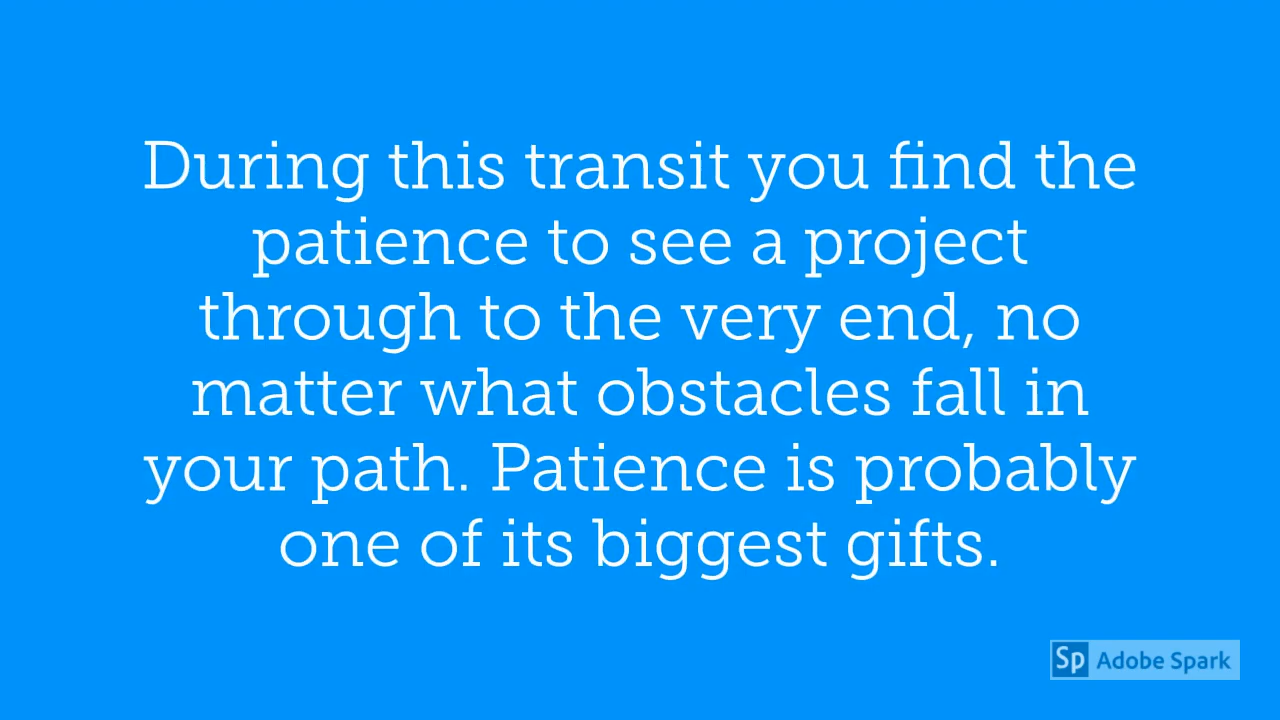 During this transit you find the
patience to see a project
through to the very end, no
matter what obstacles fall in
your path. Patience is probably
one of its biggest gifts.
Sp Adobe Spark